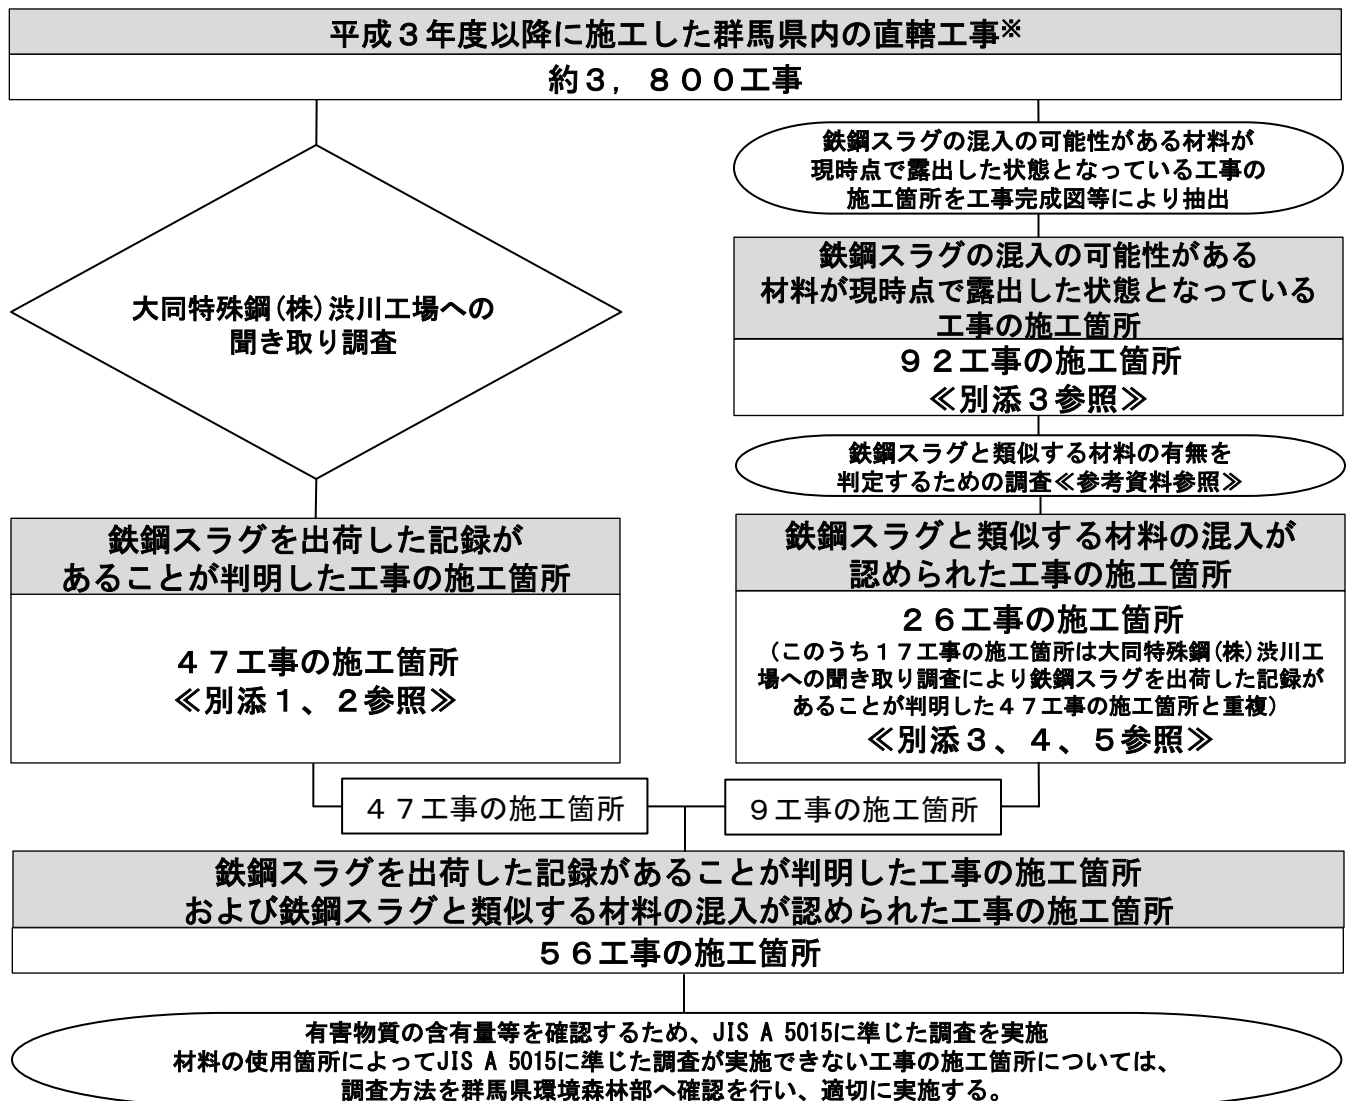 平成３年度以降に施工した群馬県内の直轄工事※
約３，８００工事
大同特殊鋼(株)渋川工場への
聞き取り調査
鉄鋼スラグを出荷した記録が
あることが判明した工事の施工箇所
４７工事の施工箇所
≪別添１、２参照≫
鉄鋼スラグの混入の可能性がある材料が
現時点で露出した状態となっている工事の
施工箇所を工事完成図等により抽出
鉄鋼スラグの混入の可能性がある
材料が現時点で露出した状態となっている
工事の施工箇所
９２工事の施工箇所
≪別添３参照≫
鉄鋼スラグと類似する材料の有無を
判定するための調査≪参考資料参照≫
鉄鋼スラグと類似する材料の混入が
認められた工事の施工箇所
２６工事の施工箇所
（このうち１７工事の施工箇所は大同特殊鋼(株)渋川工
場への聞き取り調査により鉄鋼スラグを出荷した記録が
あることが判明した４７工事の施工箇所と重複）
≪別添３、４、５参照≫
４７工事の施工箇所
９工事の施工箇所
鉄鋼スラグを出荷した記録があることが判明した工事の施工箇所
および鉄鋼スラグと類似する材料の混入が認められた工事の施工箇所
５６工事の施工箇所
有害物質の含有量等を確認するため、JIS A 5015に準じた調査を実施
材料の使用箇所によってJIS A 5015に準じた調査が実施できない工事の施工箇所については、
調査方法を群馬県環境森林部へ確認を行い、適切に実施する。